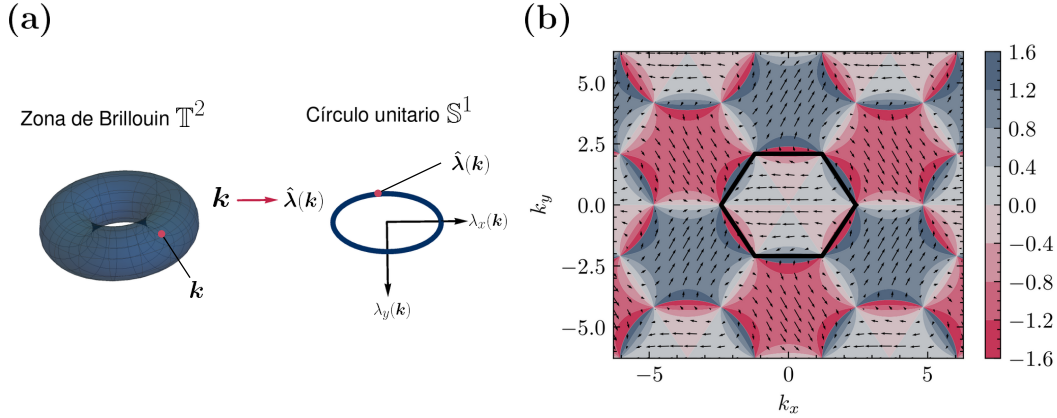 (a)
Zona de Brillouin 𝕋²
Círculo unitario 𝕊¹
λ̂(k)
k → λ̂(k)
λₓ(k)
k
λ_y(k)
(b)
5.0
2.5
0.0
−2.5
−5.0
k_y
−5
0
5
kₓ
1.6
1.2
0.8
0.4
0.0
−0.4
−0.8
−1.2
−1.6